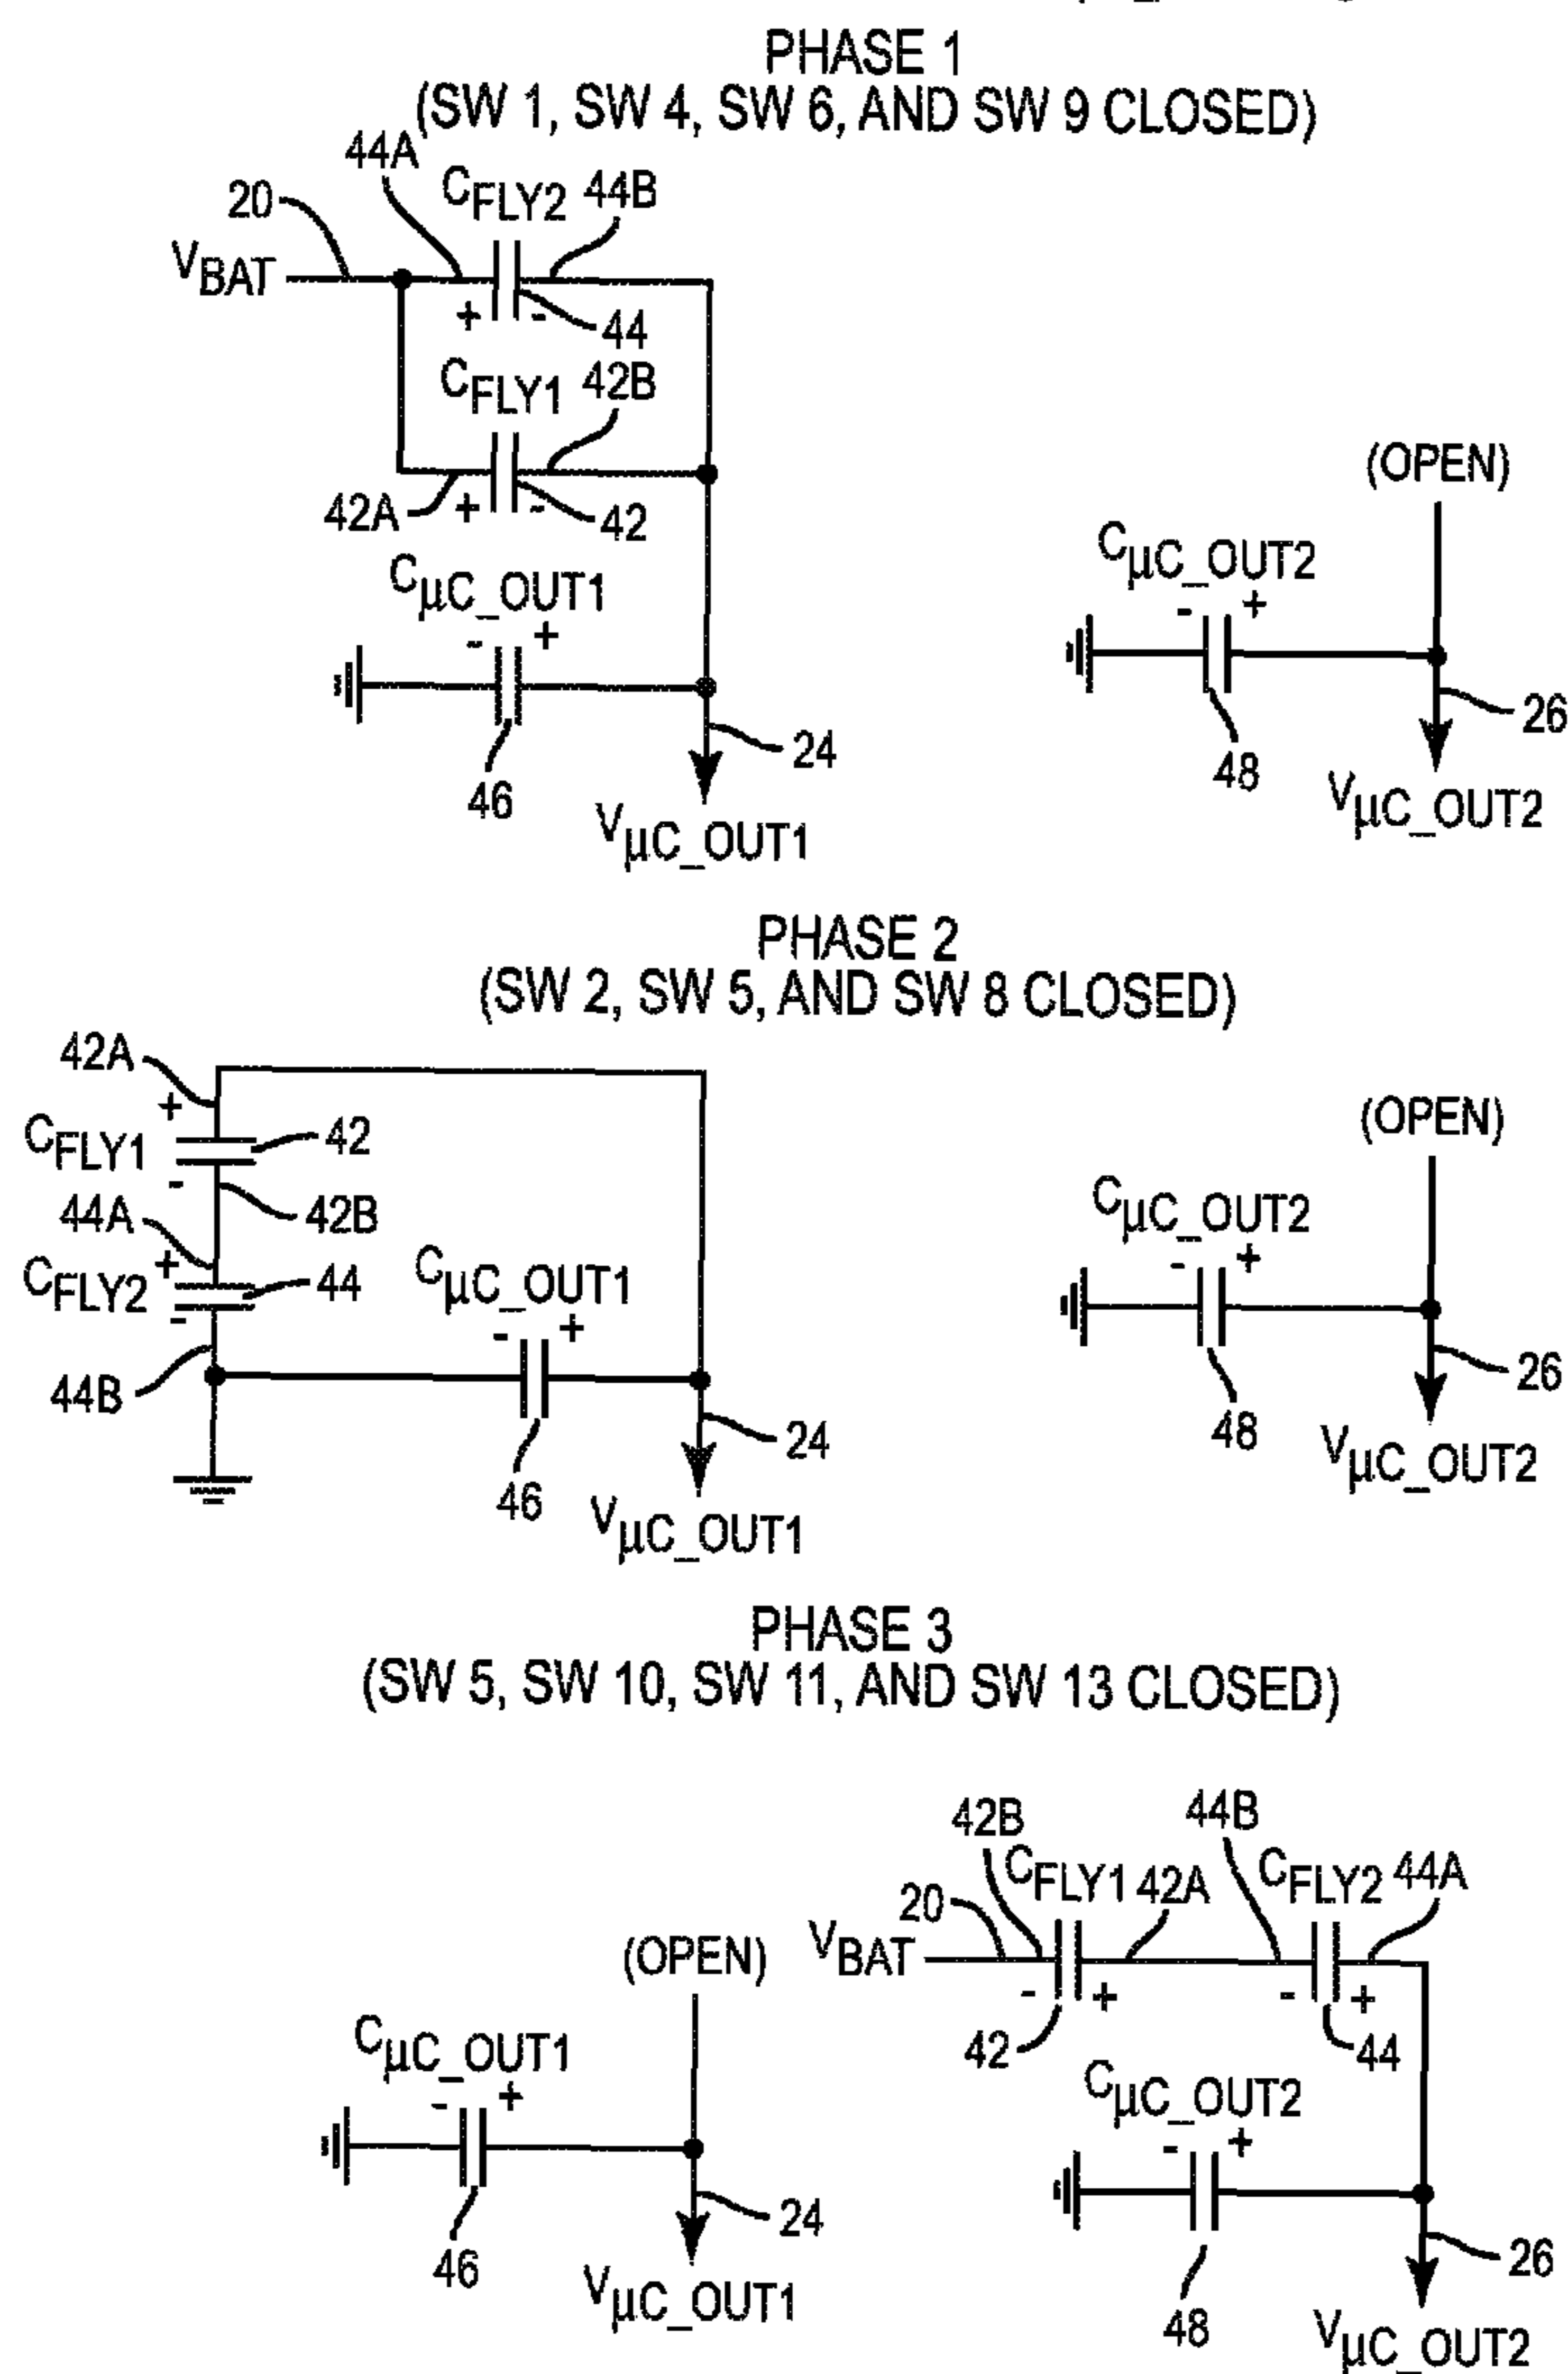 PHASE 1
(SW 1, SW 4, SW 6, AND SW 9 CLOSED)
44A
CFLY2
44B
20
VBAT
+
-
44
CFLY1
42B
42A
+
-
42
(OPEN)
CμC_OUT1
-
+
CμC_OUT2
-
+
24
26
46
48
VμC_OUT1
VμC_OUT2
PHASE 2
(SW 2, SW 5, AND SW 8 CLOSED)
42A
+
CFLY1
42
-
42B
44A
+
CFLY2
44
-
44B
CμC_OUT1
-
+
24
46
VμC_OUT1
(OPEN)
CμC_OUT2
-
+
26
48
VμC_OUT2
PHASE 3
(SW 5, SW 10, SW 11, AND SW 13 CLOSED)
42B
44B
CFLY1
42A
CFLY2
44A
20
VBAT
-
+
-
+
42
44
(OPEN)
CμC_OUT1
-
+
24
46
VμC_OUT1
CμC_OUT2
-
+
26
48
VμC_OUT2